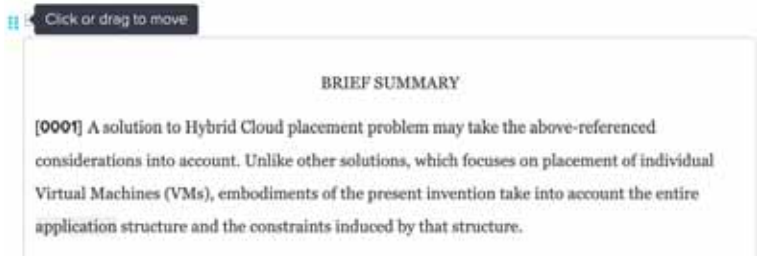 Click or drag to move
BRIEF SUMMARY
[0001] A solution to Hybrid Cloud placement problem may take the above-referenced
considerations into account. Unlike other solutions, which focuses on placement of individual
Virtual Machines (VMs), embodiments of the present invention take into account the entire
application structure and the constraints induced by that structure.